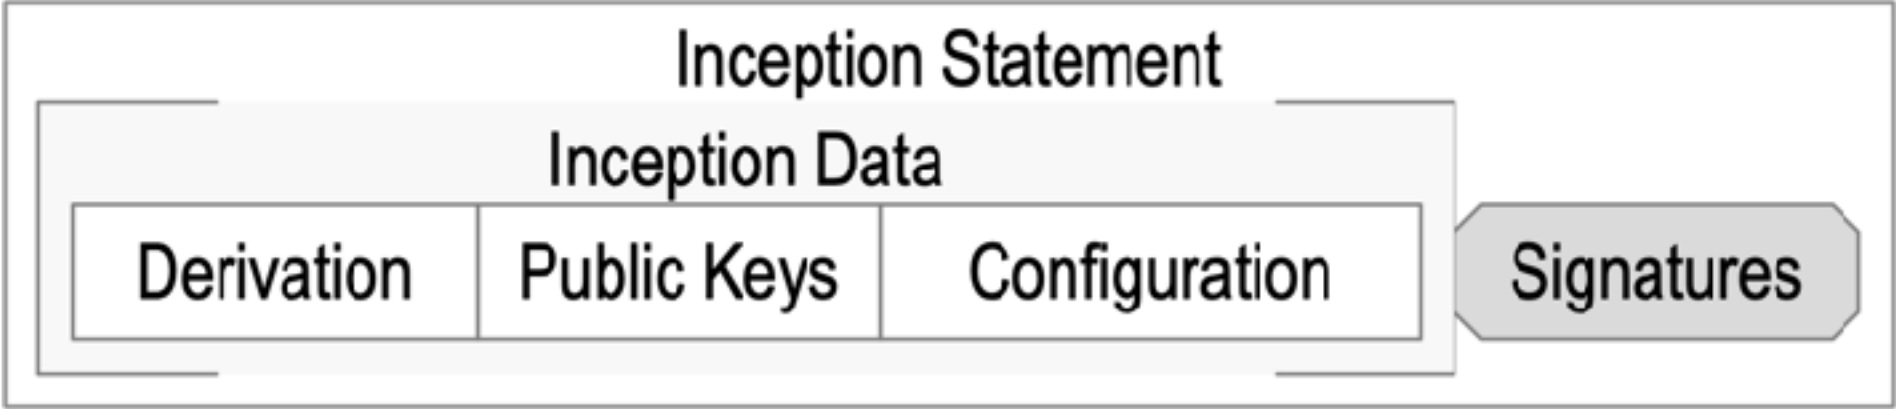 Inception Statement
Inception Data
Derivation
Public Keys
Configuration
Signatures